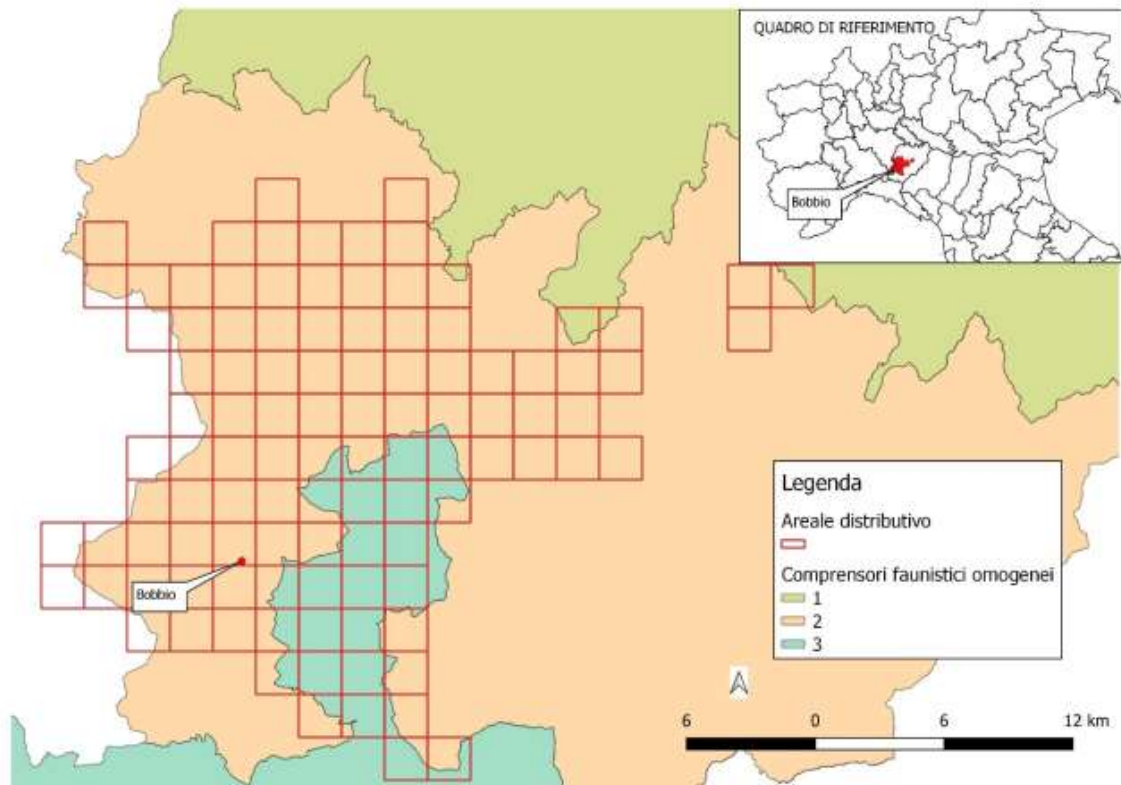 QUADRO DI RIFERIMENTO
Bobbio
Bobbio
Legenda
Areale distributivo
Comprensori faunistici omogenei
1
2
3
6 0 6 12 km